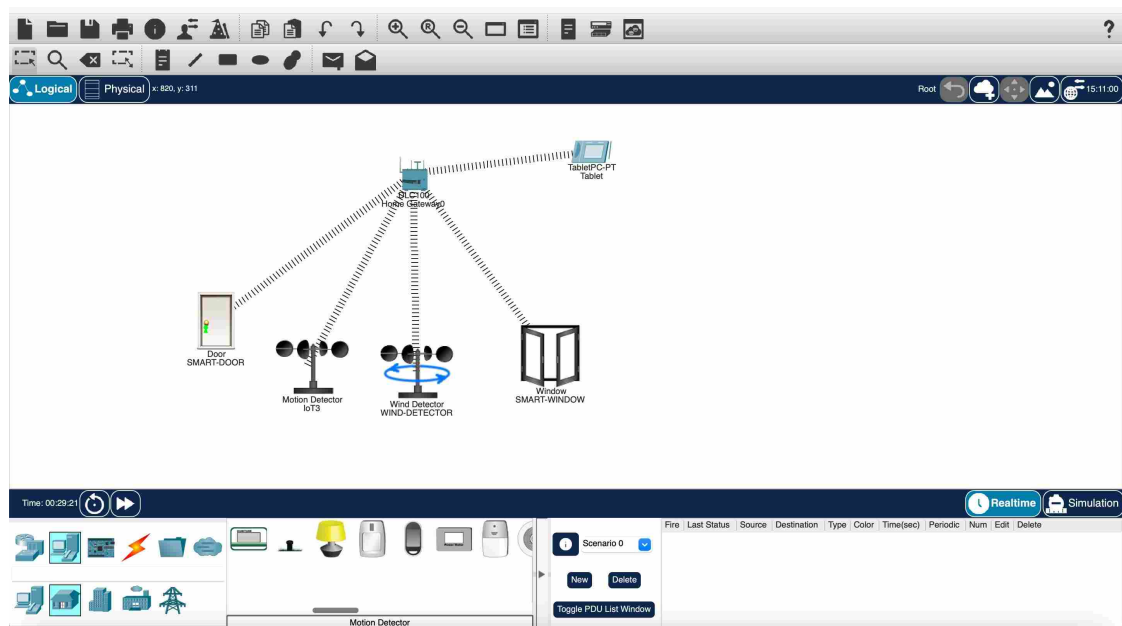 ?
Logical
Physical
x: 820, y: 311
Root
15:11:00
TabletPC-PT
Tablet
DLC100
Home Gateway0
Door
SMART-DOOR
Motion Detector
IoT3
Wind Detector
WIND-DETECTOR
Window
SMART-WINDOW
Time: 00:29:21
Realtime
Simulation
Fire Last Status Source Destination Type Color Time(sec) Periodic Num Edit Delete
Scenario 0
New
Delete
Toggle PDU List Window
Motion Detector